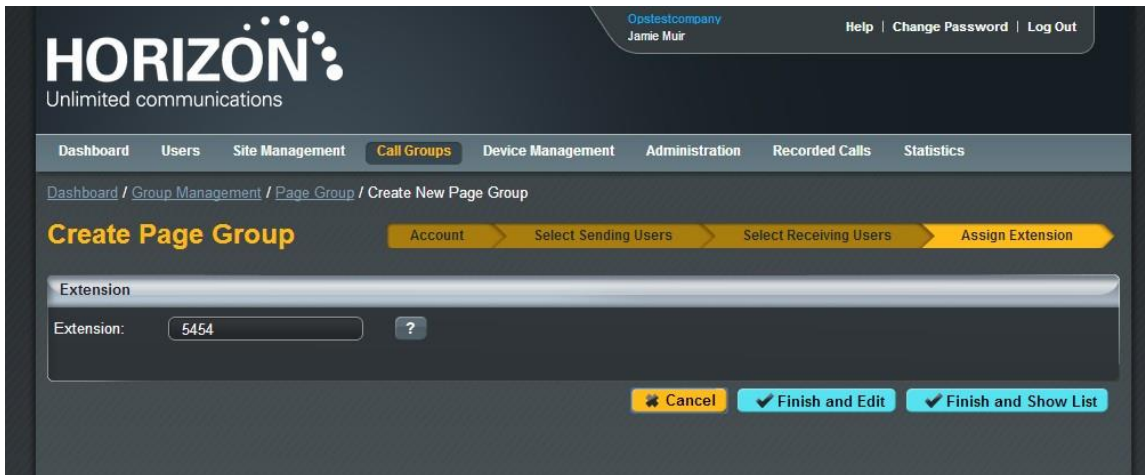 Opstestcompany
Jamie Muir
Help | Change Password | Log Out
HORIZON
Unlimited communications
Dashboard Users Site Management Call Groups Device Management Administration Recorded Calls Statistics
Dashboard / Group Management / Page Group / Create New Page Group
Create Page Group Account Select Sending Users Select Receiving Users Assign Extension
Extension
Extension: 5454 ?
Cancel Finish and Edit Finish and Show List